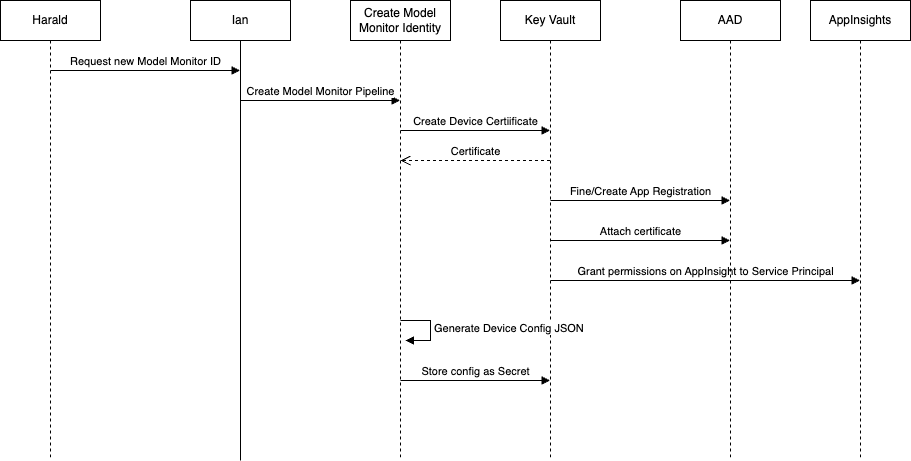 Harald
Ian
Create Model
Monitor Identity
Key Vault
AAD
AppInsights
Request new Model Monitor ID
Create Model Monitor Pipeline
Create Device Certiificate
Certificate
Fine/Create App Registration
Attach certificate
Grant permissions on AppInsight to Service Principal
Generate Device Config JSON
Store config as Secret